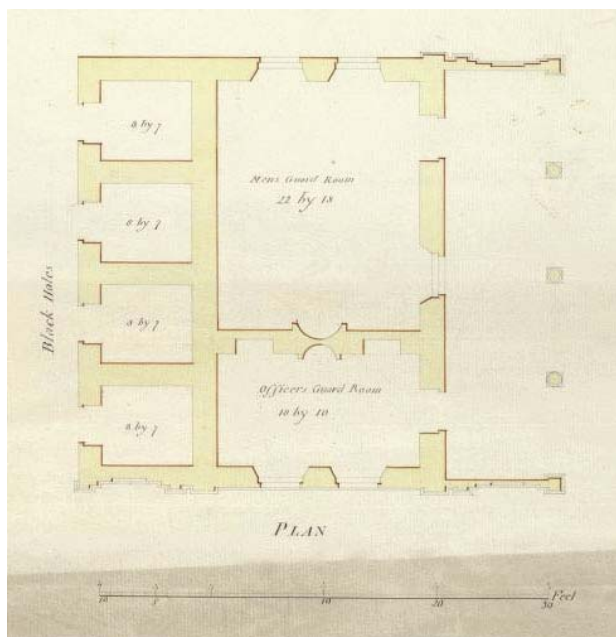 8 by 7
Mens Guard Room
22 by 18
8 by 7
Black Holes
8 by 7
Officers Guard Room
18 by 10
8 by 7
PLAN
10 5 10 20 30 Feet